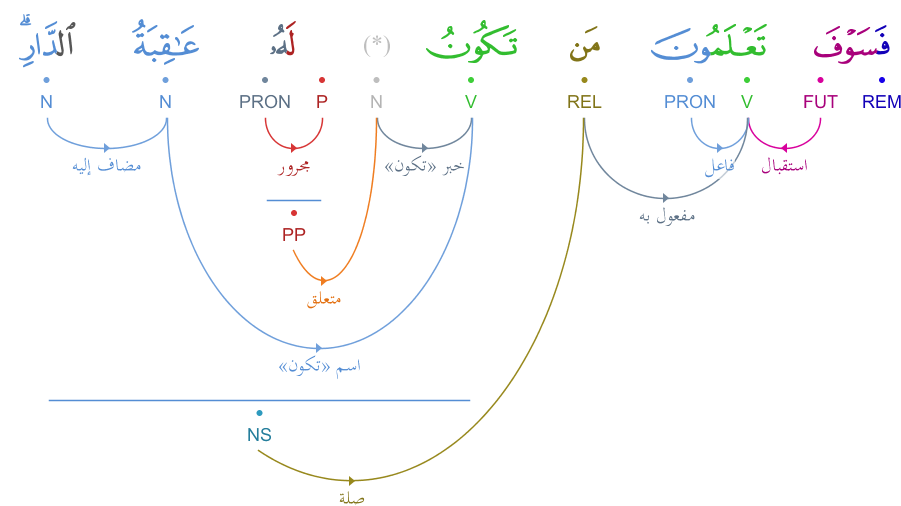 فَسَوْفَ تَعْلَمُونَ مَن تَكُونُ (*) لَهُۥ عَـٰقِبَةُ ٱلدَّارِ ۗ
REM FUT V PRON REL V N P PRON N N
استقبال فاعل خبر «تكون» مجرور مضاف إليه
مفعول به
PP
متعلق
اسم «تكون»
NS
صلة